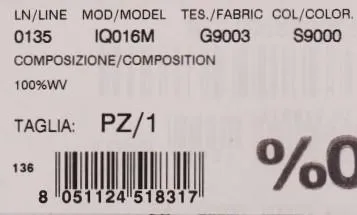 LN/LINE MOD/MODEL TES./FABRIC COL/COLOR.
0135 IQ016M G9003 S9000
COMPOSIZIONE/COMPOSITION
100%WV
TAGLIA: PZ/1
%0
136
8 051124 518317